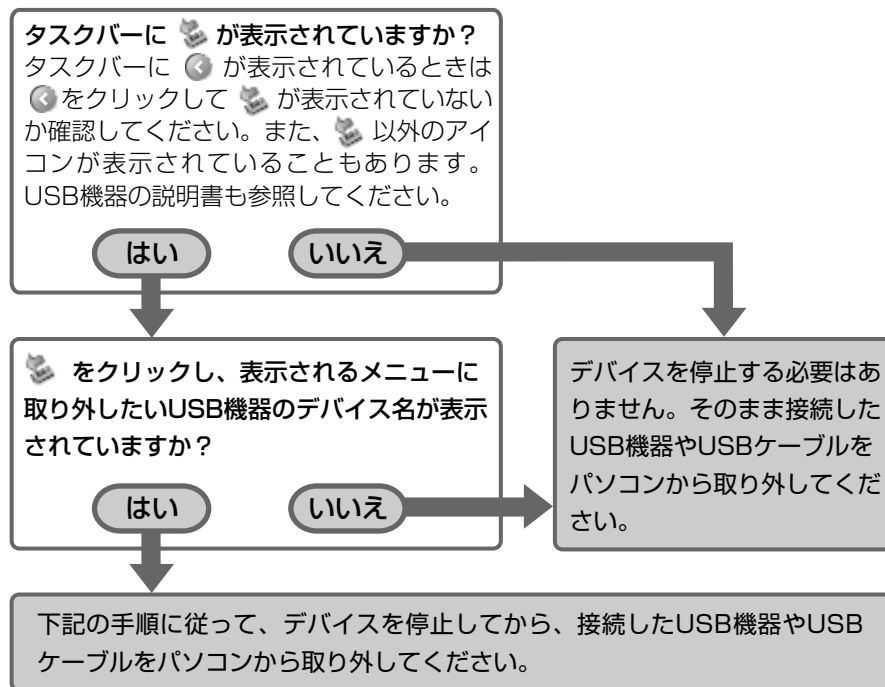 タスクバーに が表示されていますか？
タスクバーに が表示されているときは
をクリックして が表示されていない
か確認してください。また、 以外のアイ
コンが表示されていることもあります。
USB機器の説明書も参照してください。
はい いいえ
をクリックし、表示されるメニューに
取り外したいUSB機器のデバイス名が表示
されていますか？
はい いいえ
デバイスを停止する必要はあ
りません。そのまま接続した
USB機器やUSBケーブルを
パソコンから取り外してくだ
さい。
下記の手順に従って、デバイスを停止してから、接続したUSB機器やUSB
ケーブルをパソコンから取り外してください。